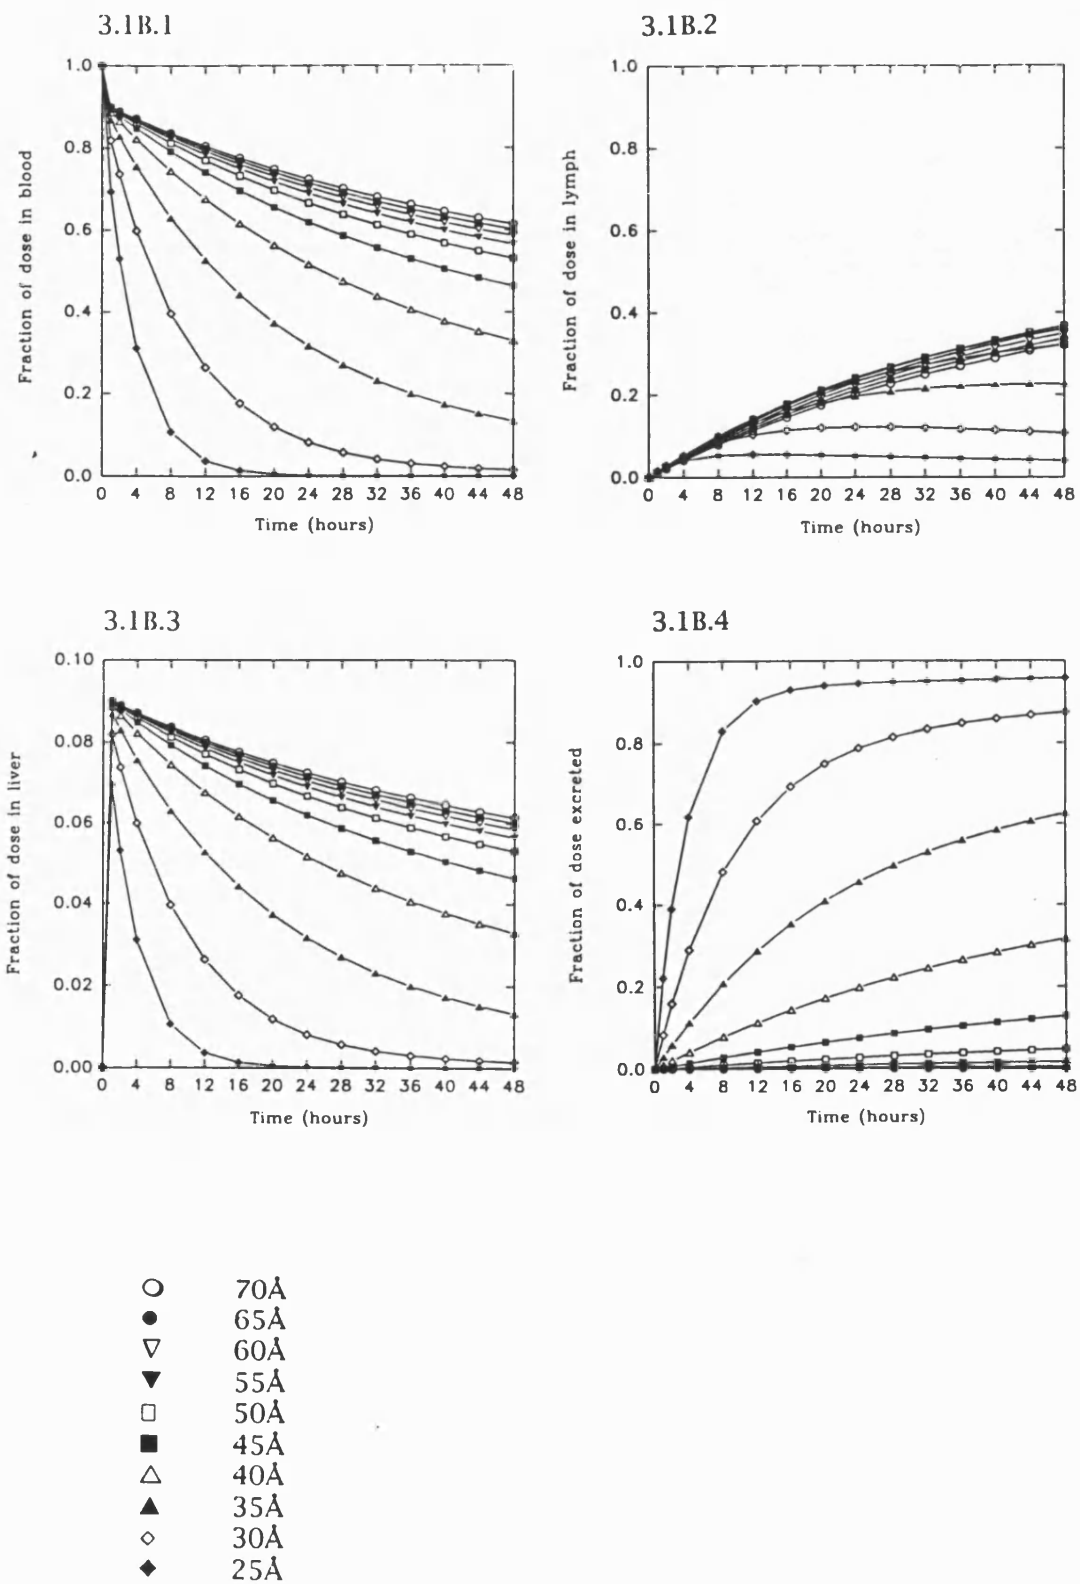 3.1B.1
1.0
0.8
0.6
0.4
0.2
0.0
Fraction of dose in blood
0 4 8 12 16 20 24 28 32 36 40 44 48
Time (hours)
3.1B.2
1.0
0.8
0.6
0.4
0.2
0.0
Fraction of dose in lymph
0 4 8 12 16 20 24 28 32 36 40 44 48
Time (hours)
3.1B.3
0.10
0.08
0.06
0.04
0.02
0.00
Fraction of dose in liver
0 4 8 12 16 20 24 28 32 36 40 44 48
Time (hours)
3.1B.4
1.0
0.8
0.6
0.4
0.2
0.0
Fraction of dose excreted
0 4 8 12 16 20 24 28 32 36 40 44 48
Time (hours)
70Å
65Å
60Å
55Å
50Å
45Å
40Å
35Å
30Å
25Å